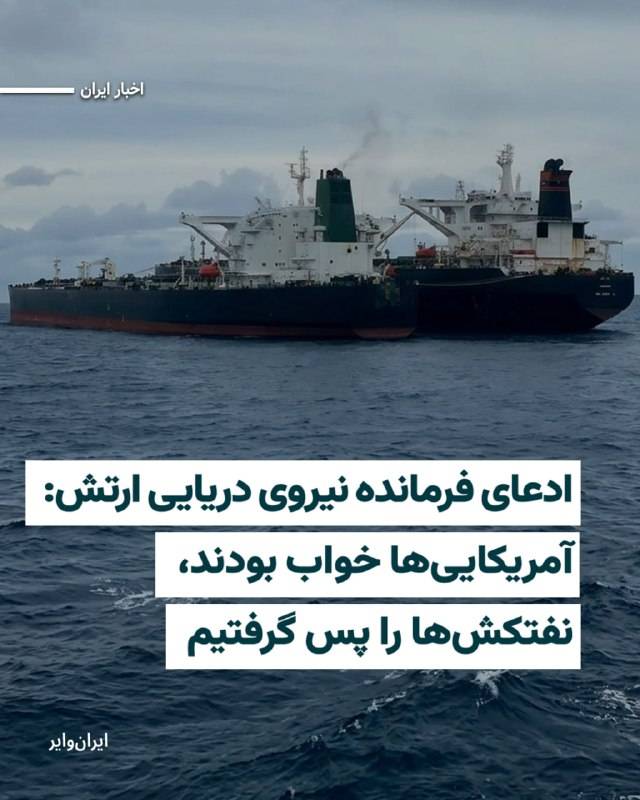 اخبار ایران
ادعای فرمانده نیروی دریایی ارتش:
آمریکایی‌ها خواب بودند،
نفتکش‌ها را پس گرفتیم
ایران‌وایر